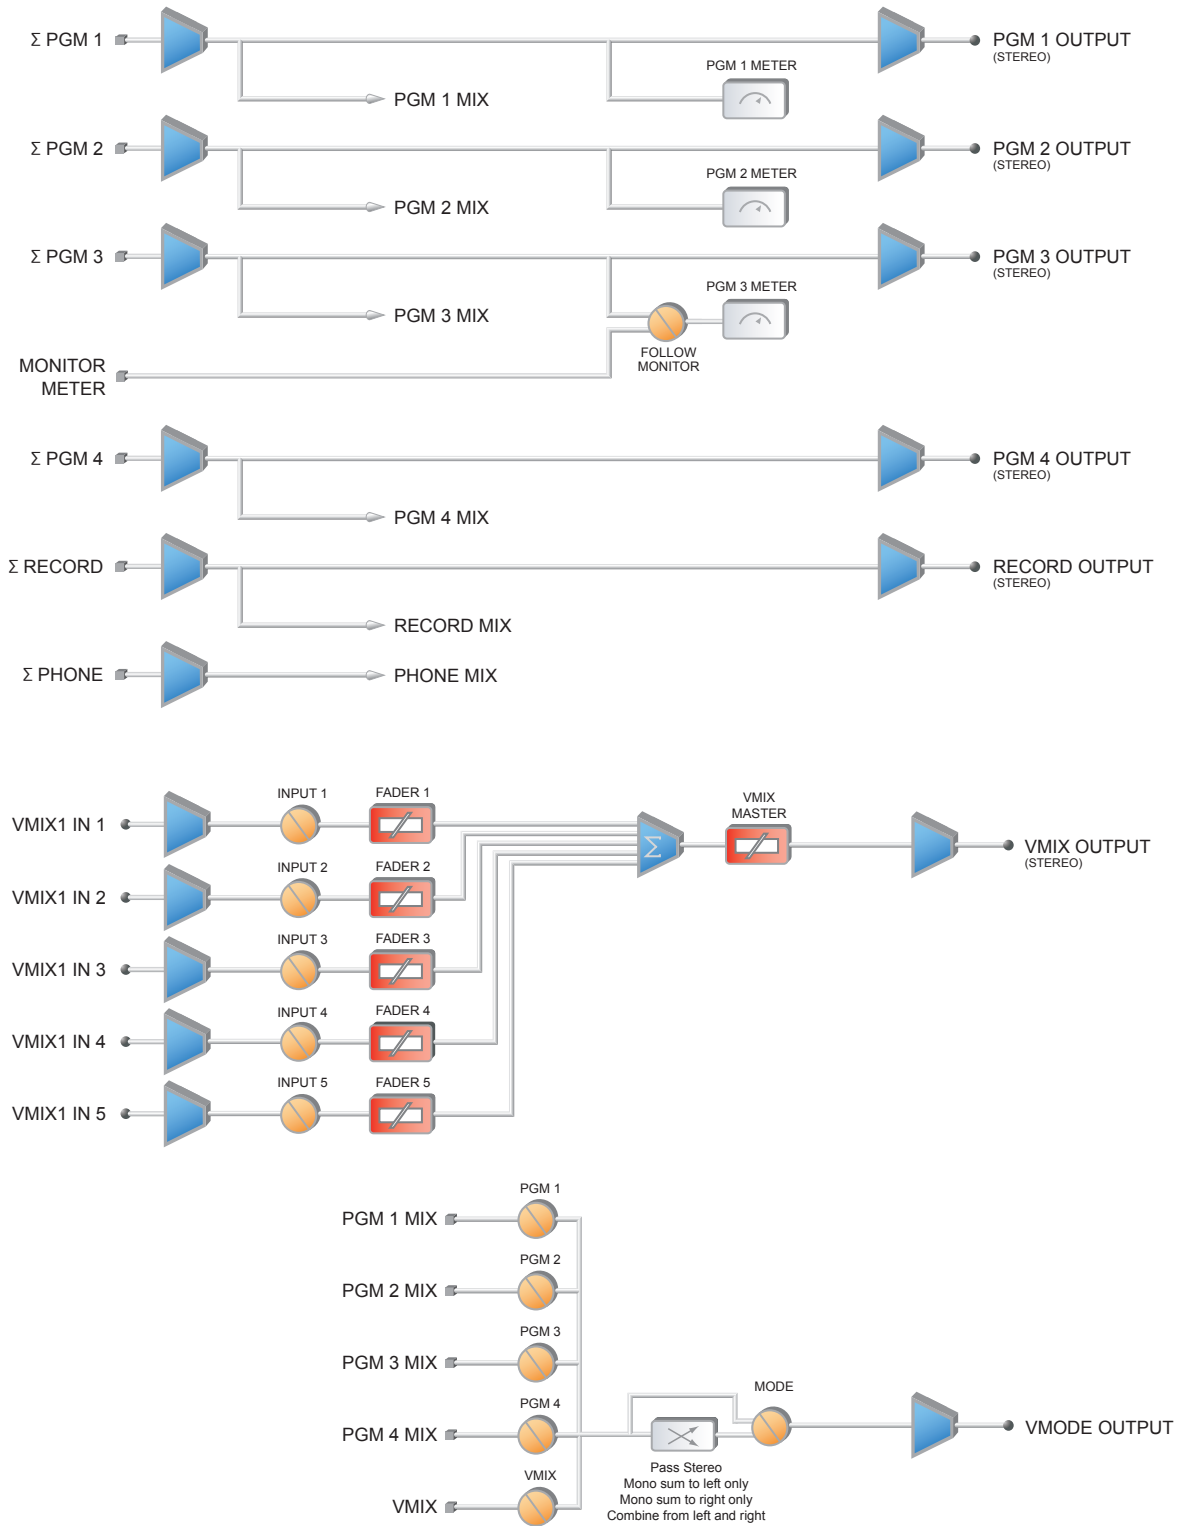 Σ PGM 1
PGM 1 OUTPUT
(STEREO)
PGM 1 METER
PGM 1 MIX
Σ PGM 2
PGM 2 OUTPUT
(STEREO)
PGM 2 METER
PGM 2 MIX
Σ PGM 3
PGM 3 OUTPUT
(STEREO)
PGM 3 METER
PGM 3 MIX
FOLLOW
MONITOR
MONITOR
METER
Σ PGM 4
PGM 4 OUTPUT
(STEREO)
PGM 4 MIX
Σ RECORD
RECORD OUTPUT
(STEREO)
RECORD MIX
Σ PHONE
PHONE MIX
INPUT 1
FADER 1
VMIX
MASTER
VMIX1 IN 1
Σ
VMIX OUTPUT
(STEREO)
INPUT 2
FADER 2
VMIX1 IN 2
INPUT 3
FADER 3
VMIX1 IN 3
INPUT 4
FADER 4
VMIX1 IN 4
INPUT 5
FADER 5
VMIX1 IN 5
PGM 1
PGM 1 MIX
PGM 2
PGM 2 MIX
PGM 3
PGM 3 MIX
PGM 4
MODE
PGM 4 MIX
VMODE OUTPUT
Pass Stereo
Mono sum to left only
Mono sum to right only
Combine from left and right
VMIX
VMIX